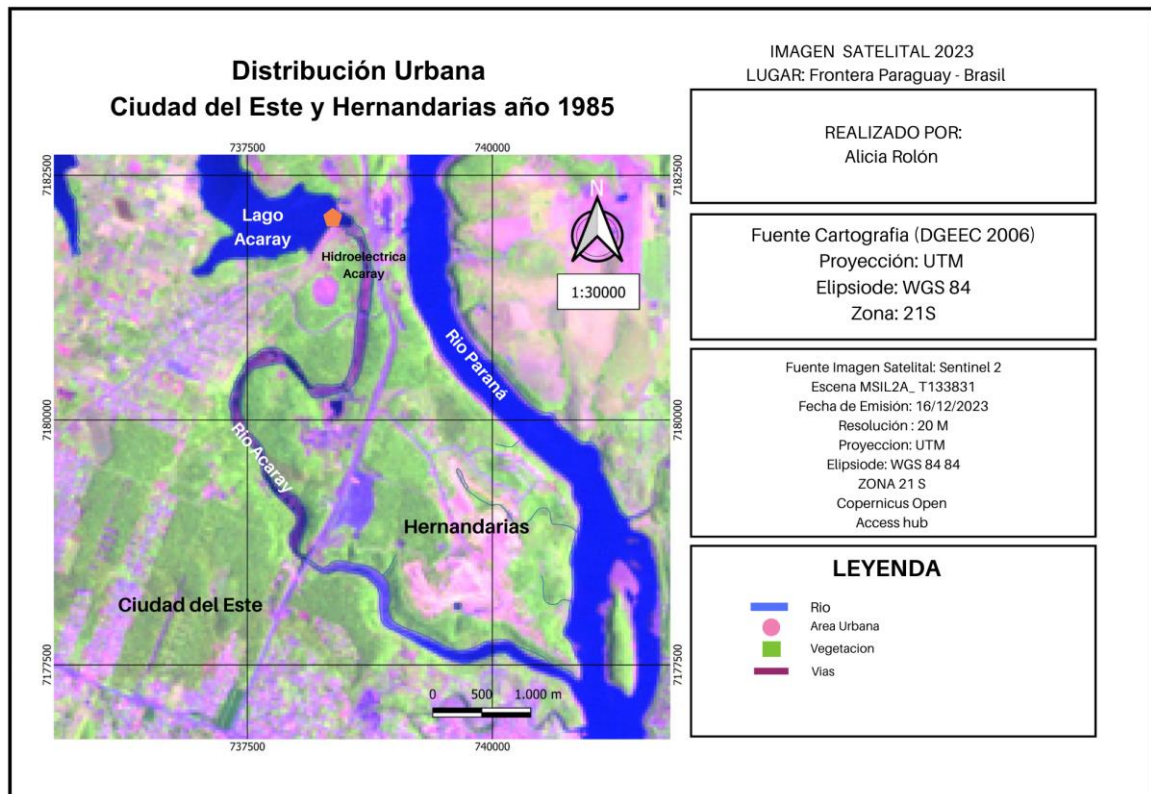 Distribución Urbana
Ciudad del Este y Hernandarias año 1985
737500
740000
7182500
7182500
N
Lago
Acaray
Hidroelectrica
Acaray
1:30000
Rio Paraná
7180000
7180000
Rio Acaray
Hernandarias
Ciudad del Este
7177500
7177500
0 500 1.000 m
737500
740000
IMAGEN SATELITAL 2023
LUGAR: Frontera Paraguay - Brasil
REALIZADO POR:
Alicia Rolón
Fuente Cartografia (DGEEC 2006)
Proyección: UTM
Elipsiode: WGS 84
Zona: 21S
Fuente Imagen Satelital: Sentinel 2
Escena MSIL2A_ T133831
Fecha de Emisión: 16/12/2023
Resolución : 20 M
Proyeccion: UTM
Elipsiode: WGS 84 84
ZONA 21 S
Copernicus Open
Access hub
LEYENDA
Rio
Area Urbana
Vegetacion
Vias